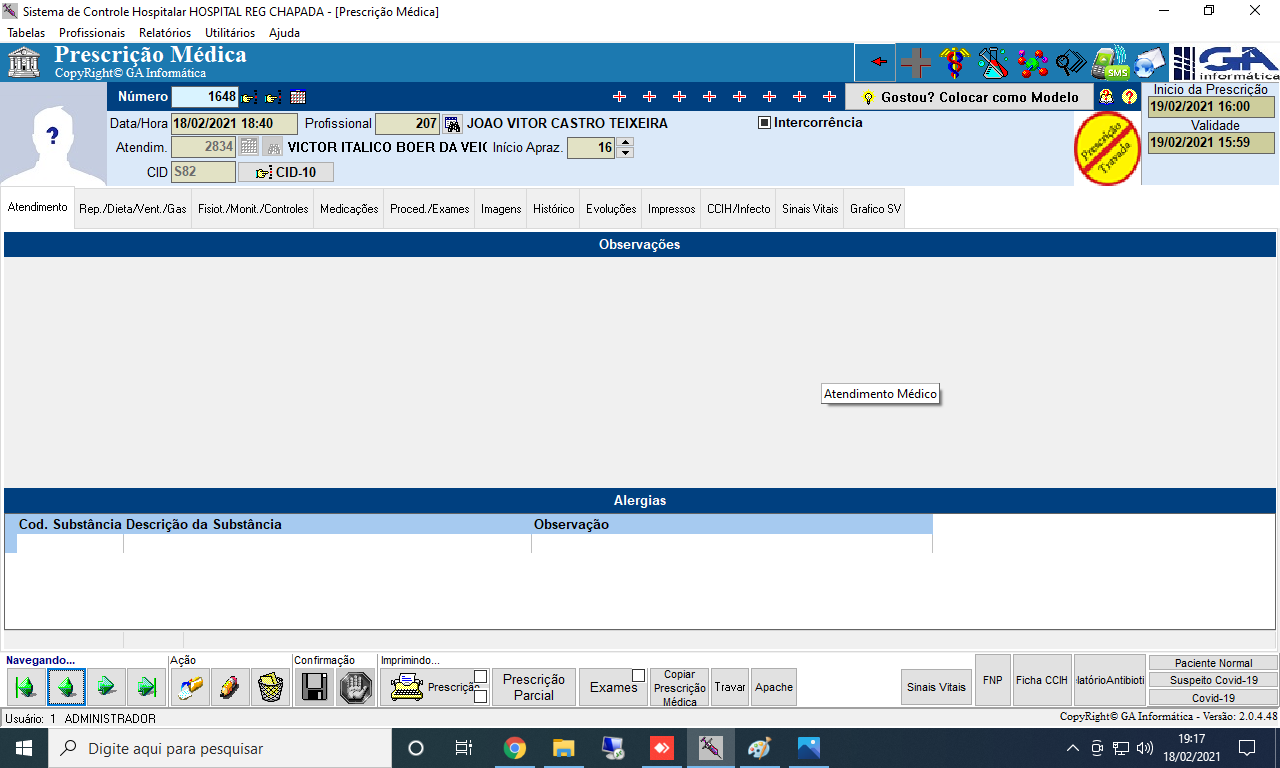 Sistema de Controle Hospitalar HOSPITAL REG CHAPADA - [Prescrição Médica]
Tabelas Profissionais Relatórios Utilitários Ajuda
Prescrição Médica
CopyRight© GA Informática
SMS
GA
informática
Número 1648
Gostou? Colocar como Modelo
Inicio da Prescrição
19/02/2021 16:00
Validade
19/02/2021 15:59
Data/Hora 18/02/2021 18:40 Profissional 207 JOAO VITOR CASTRO TEIXEIRA
Intercorrência
Atendim. 2834 VICTOR ITALICO BOER DA VEIC Início Apraz. 16
CID S82 CID-10
Prescrição
Travada
Atendimento Rep./Dieta/Vent./Gas Fisiot./Monit./Controles Medicações Proced./Exames Imagens Histórico Evoluções Impressos CCIH/Infecto Sinais Vitais Grafico SV
Observações
Atendimento Médico
Alergias
Cod. Substância Descrição da Substância Observação
Navegando... Ação Confirmação Imprimindo...
Prescrição
Prescrição
Parcial
Exames
Copiar
Prescrição
Médica
Travar
Apache
Sinais Vitais
FNP
Ficha CCIH
latórioAntibioti
Paciente Normal
Suspeito Covid-19
Covid-19
Usuário: 1 ADMINISTRADOR
CopyRight© GA Informática - Versão: 2.0.4.48
Digite aqui para pesquisar
19:17
18/02/2021